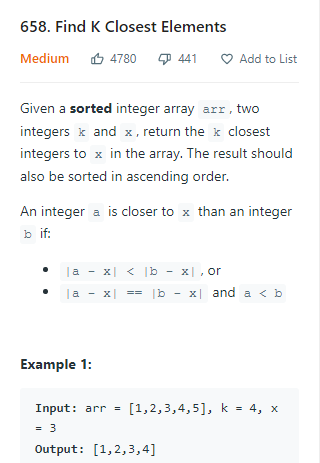 658. Find K Closest Elements
Medium 4780 441 Add to List
Given a sorted integer array arr , two
integers k and x , return the k closest
integers to x in the array. The result should
also be sorted in ascending order.
An integer a is closer to x than an integer
b if:
|a - x| < |b - x| , or
|a - x| == |b - x| and a < b
Example 1:
Input: arr = [1,2,3,4,5], k = 4, x
= 3
Output: [1,2,3,4]